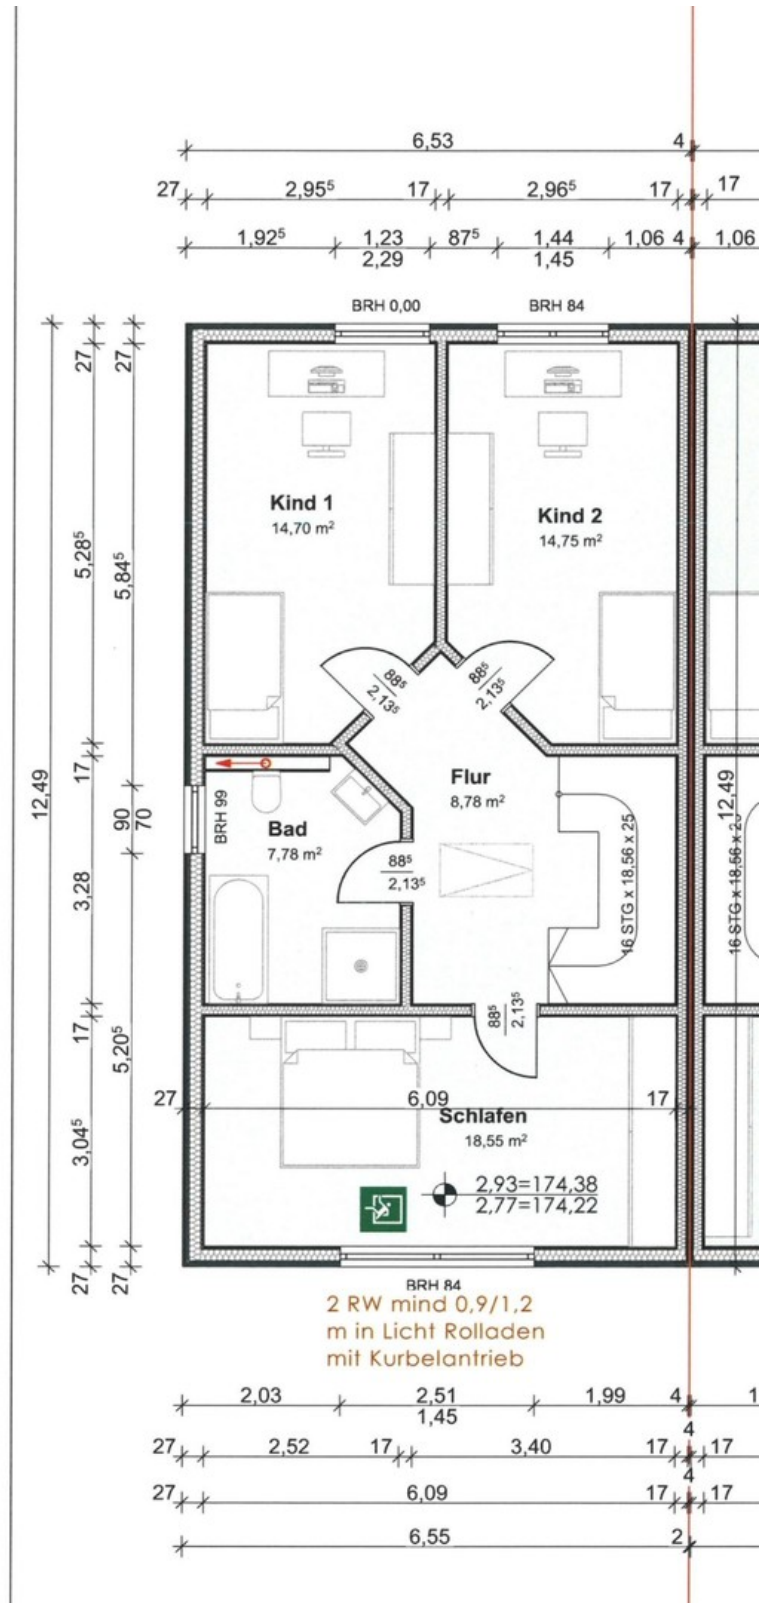 6,53 4
27 2,95⁵ 17 2,96⁵ 17 17
1,92⁵ 1,23 87⁵ 1,44 1,06 4 1,06
2,29 1,45
BRH 0,00 BRH 84
27 27
Kind 1
14,70 m²
Kind 2
14,75 m²
5,28⁵
5,84⁵
88⁵
2,13⁵
88⁵
2,13⁵
17
12,49
90
70
BRH 99
Bad
7,78 m²
Flur
8,78 m²
88⁵
2,13⁵
16 STG x 18,56 x 25
12,49
16 STG x 18,56 x 25
3,28
17
5,20⁵
88⁵
2,13⁵
27 6,09 17
Schlafen
18,55 m²
3,04⁵
2,93=174,38
2,77=174,22
27 27
BRH 84
2 RW mind 0,9/1,2
m in Licht Rolladen
mit Kurbelantrieb
2,03 2,51 1,99 4 1
1,45
4
27 2,52 17 3,40 17 17
4
27 6,09 17 17
6,55 2